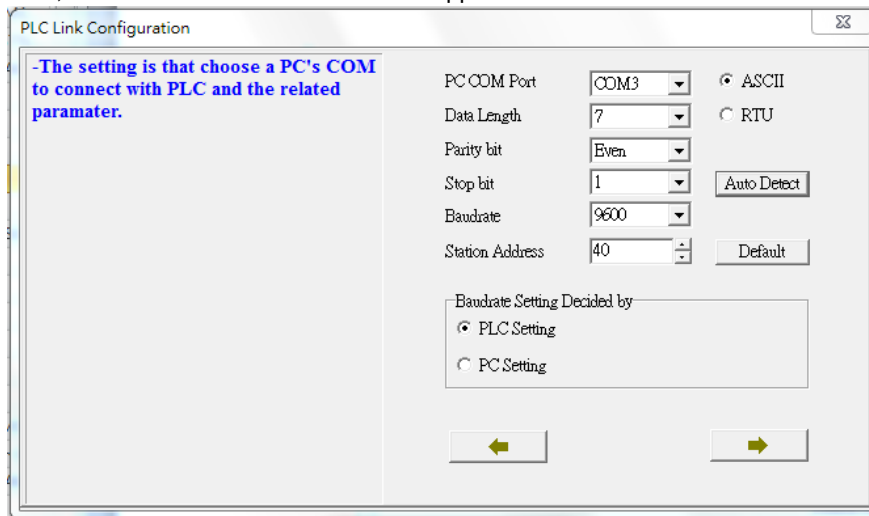 PLC Link Configuration
-The setting is that choose a PC's COM
to connect with PLC and the related
paramater.
PC COM Port COM3 ASCII
Data Length 7 RTU
Parity bit Even
Stop bit 1 Auto Detect
Baudrate 9600
Station Address 40 Default
Baudrate Setting Decided by
PLC Setting
PC Setting